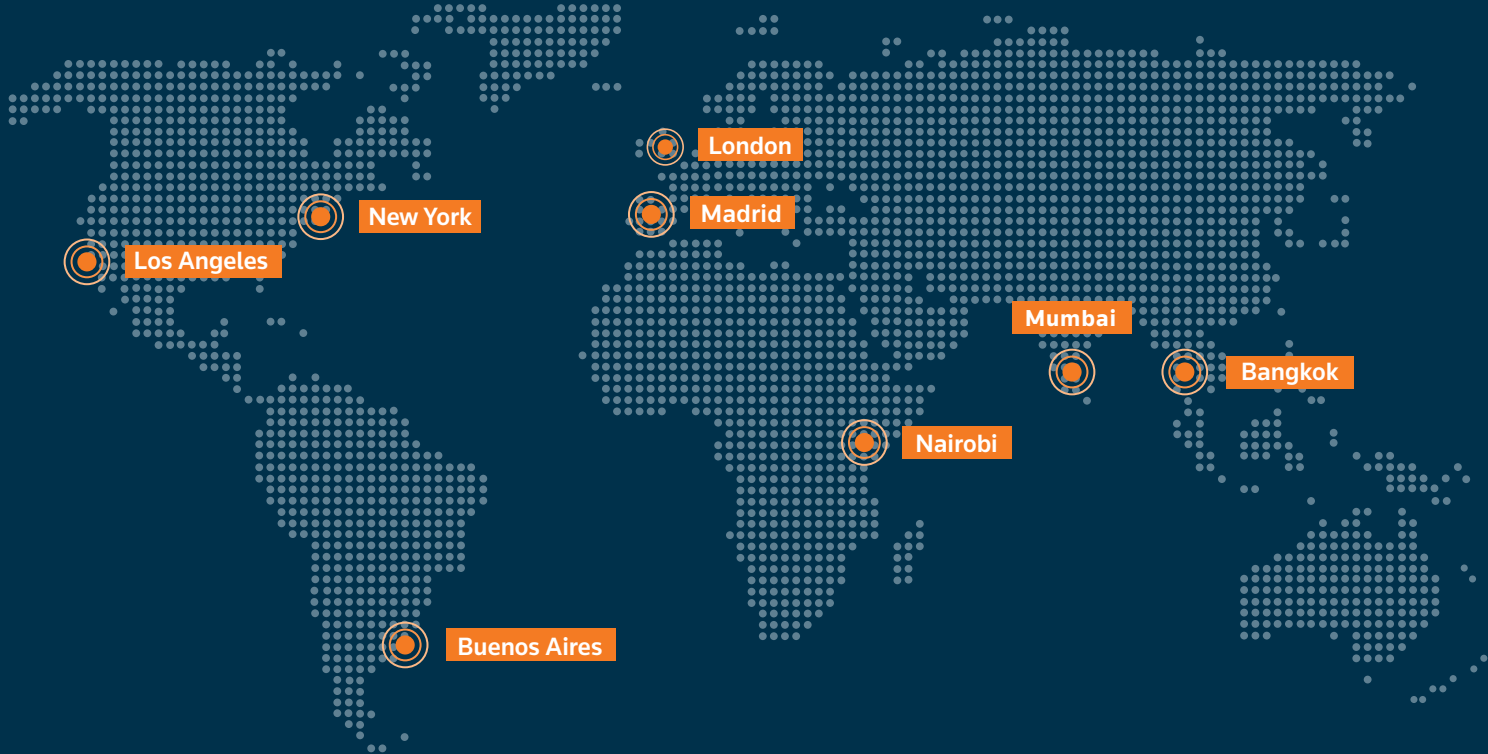 London
Madrid
New York
Los Angeles
Mumbai
Bangkok
Nairobi
Buenos Aires